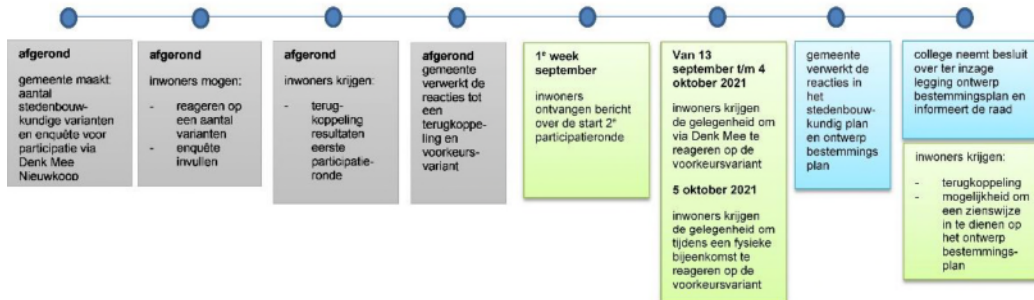 afgerond
gemeente maakt:
aantal
stedenbouw-
kundige varianten
en enquête voor
participatie via
Denk Mee
Nieuwkoop
afgerond
inwoners mogen:
- reageren op
een aantal
varianten
- enquête
invullen
afgerond
inwoners krijgen:
- terug-
koppeling
resultaten
eerste
participatie-
ronde
afgerond
gemeente
verwerkt de
reacties tot
een
terugkoppe-
ling en
voorkeurs-
variant
1e week
september
inwoners
ontvangen bericht
over de start 2e
participatieronde
Van 13
september t/m 4
oktober 2021
inwoners krijgen
de gelegenheid om
via Denk Mee te
reageren op de
voorkeursvariant
5 oktober 2021
inwoners krijgen
de gelegenheid om
tijdens een fysieke
bijeenkomst te
reageren op de
voorkeursvariant
gemeente
verwerkt de
reacties in
het
stedenbouw-
kundig plan
en ontwerp
bestemmings
plan
college neemt besluit
over ter inzage
legging ontwerp
bestemmingsplan en
informeert de raad
inwoners krijgen:
- terugkoppeling
- mogelijkheid om
een zienswijze
in te dienen op
het ontwerp
bestemmings-
plan